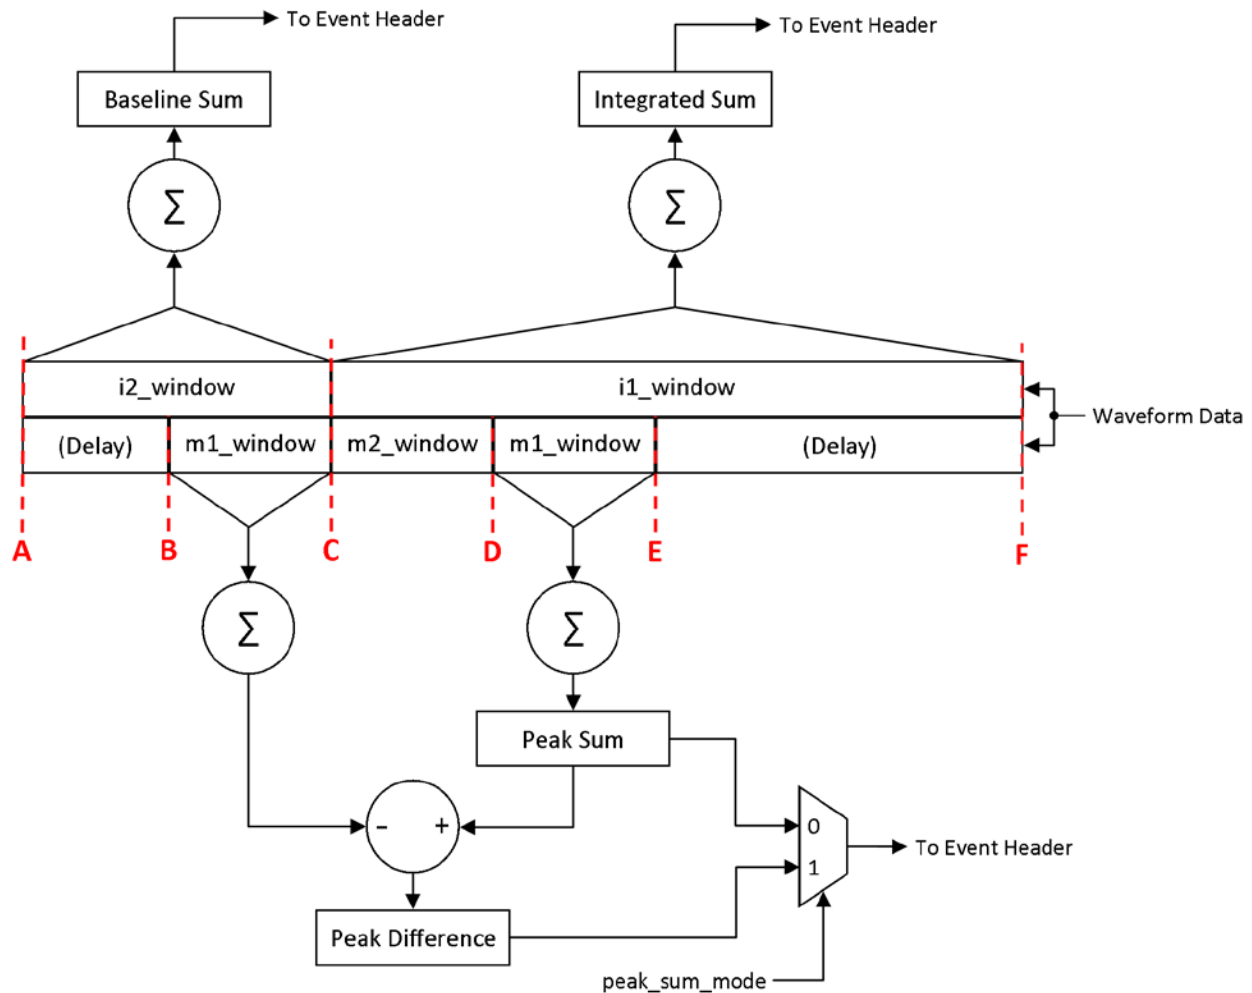 To Event Header
To Event Header
Baseline Sum
Integrated Sum
Σ
Σ
i2_window
i1_window
Waveform Data
(Delay)
m1_window
m2_window
m1_window
(Delay)
A
B
C
D
E
F
Σ
Σ
Peak Sum
-
+
0
1
To Event Header
Peak Difference
peak_sum_mode